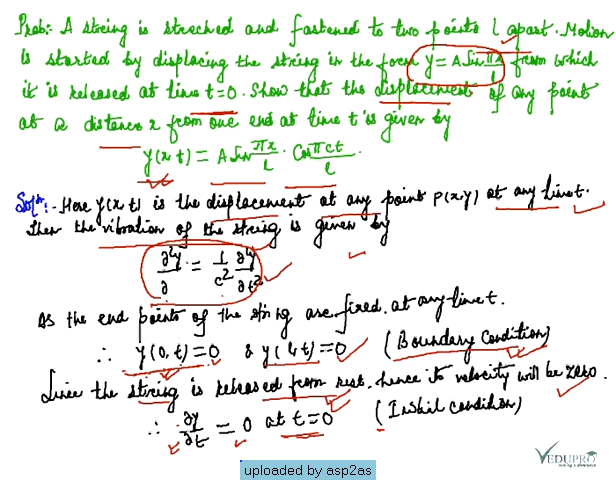 Prob:- A string is streched and fastened to two points l apart. Motion
is started by displacing the string in the form y = A Sin πx/l from which
it is released at time t=0. Show that the displacement of any point
at a distance x from one end at time t is given by
y(x t) = A Sin πx/l . Cos πct/l
Solⁿ:- Here y(x t) is the displacement at any point P(x,y) at any time t.
Then the vibration of the string is given by
∂²y/∂ = 1/c² ∂²y/∂t²
As the end points of the string are fixed. at any time t.
∴ y(0, t) = 0 & y(l, t) = 0 (Boundary Condition)
Since the string is released from rest, hence its velocity will be zero.
∴ ∂y/∂t = 0 at t=0 (Initial condition)
VEDUPRO
uploaded by asp2as